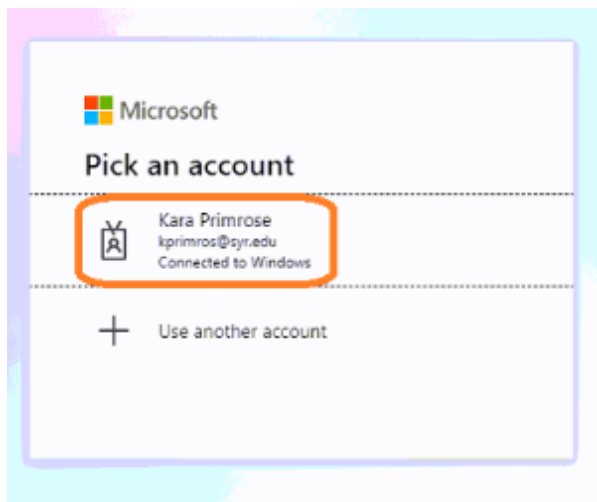 Microsoft
Pick an account
Kara Primrose
kprimros@syr.edu
Connected to Windows
Use another account